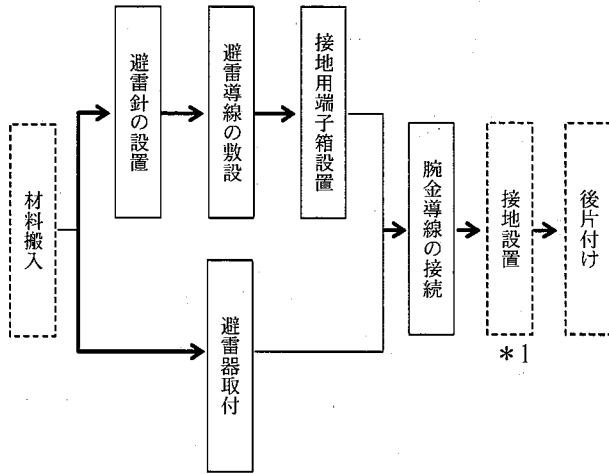 材料搬入
避雷針の設置
避雷導線の敷設
接地用端子箱設置
避雷器取付
腕金導線の接続
接地設置
*1
後片付け